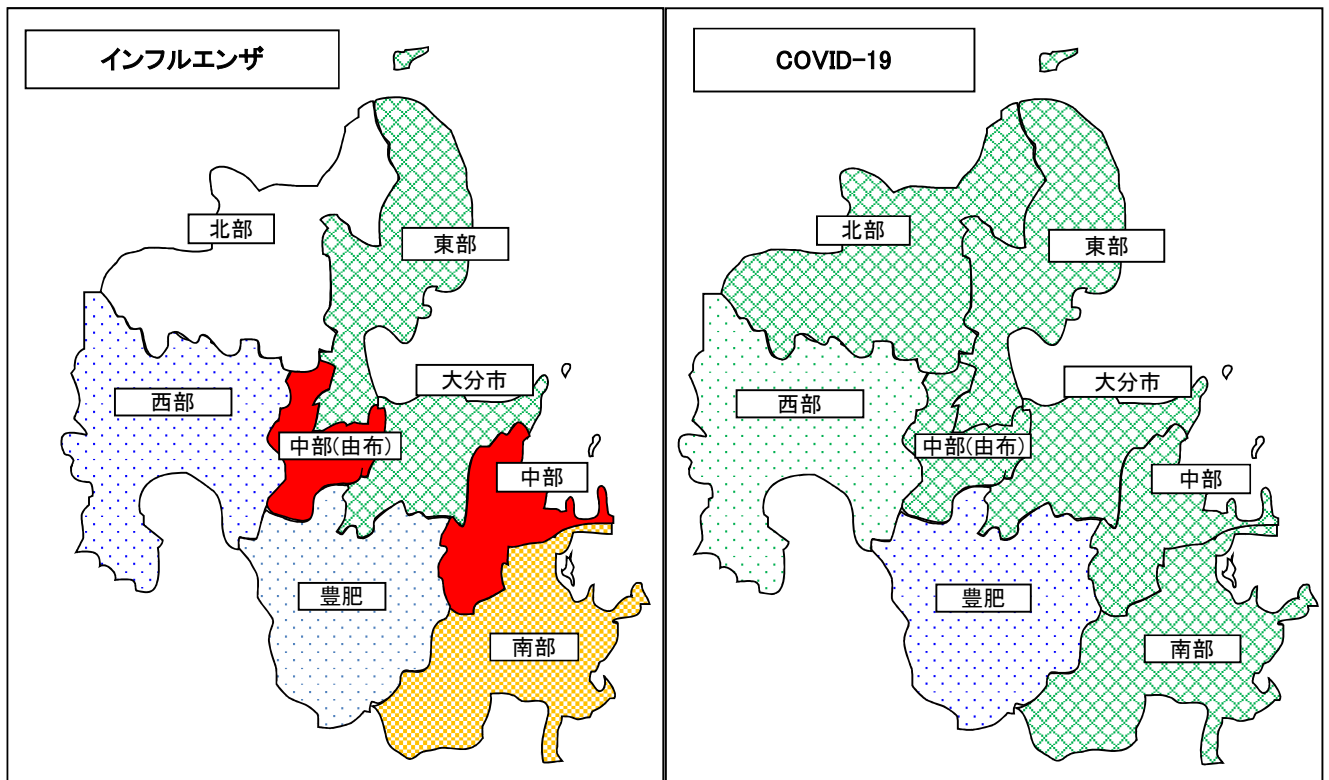 インフルエンザ
北部
東部
大分市
西部
中部(由布)
中部
豊肥
南部
COVID-19
北部
東部
大分市
西部
中部(由布)
中部
豊肥
南部